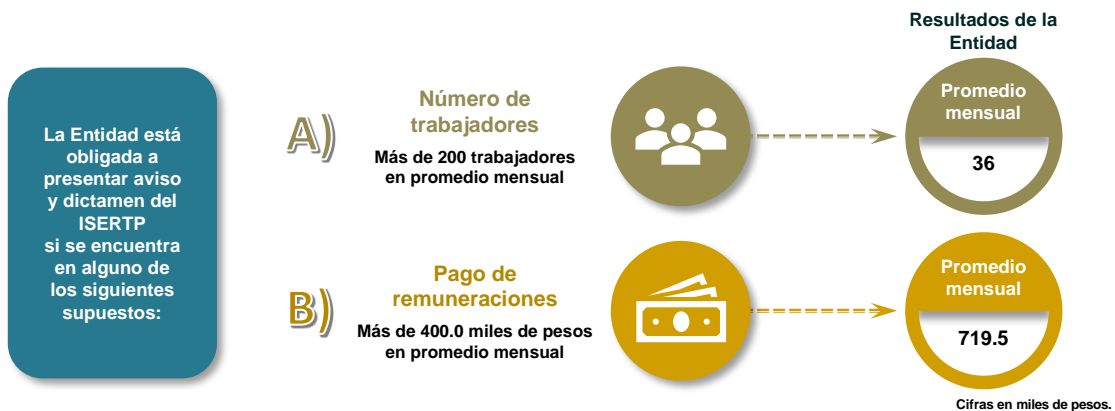 La Entidad está
obligada a
presentar aviso
y dictamen del
ISERTP
si se encuentra
en alguno de
los siguientes
supuestos:
A)
Número de
trabajadores
Más de 200 trabajadores
en promedio mensual
Resultados de la
Entidad
Promedio
mensual
36
B)
Pago de
remuneraciones
Más de 400.0 miles de pesos
en promedio mensual
Promedio
mensual
719.5
Cifras en miles de pesos.